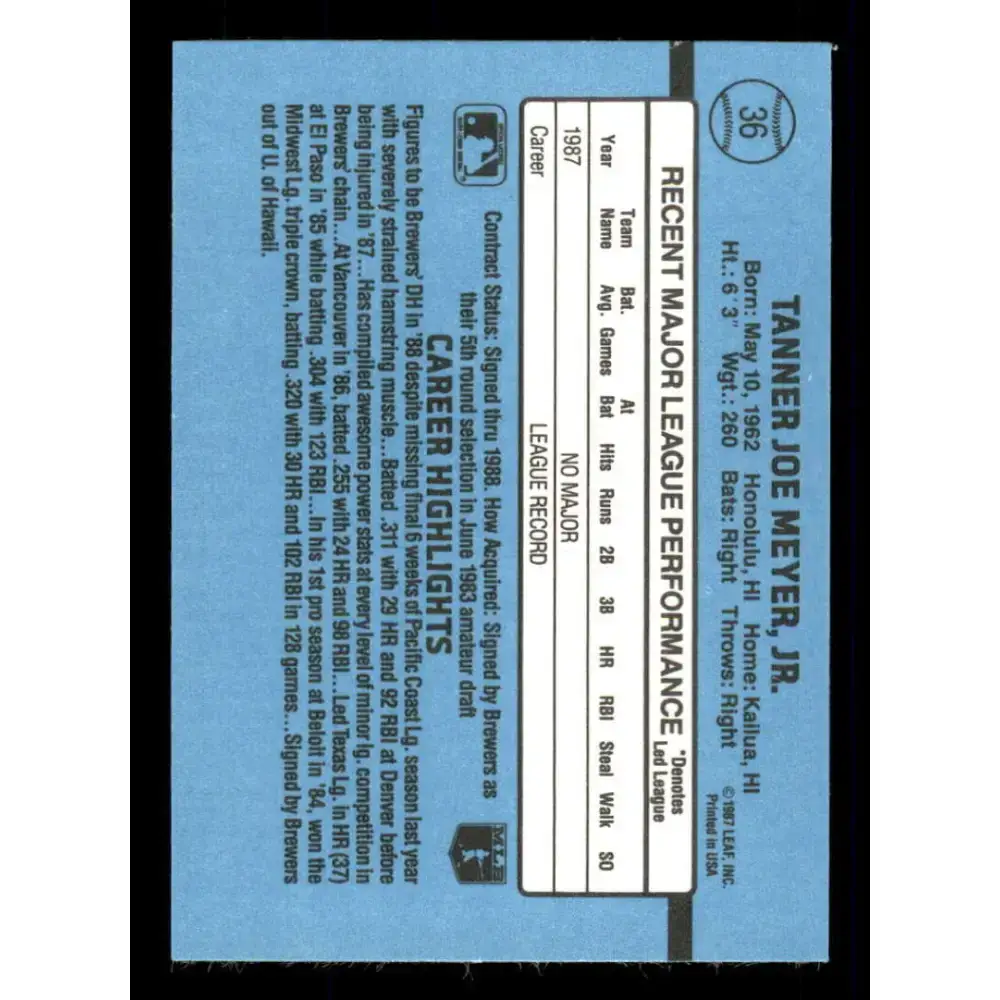 36
TANNER JOE MEYER, JR.
Born: May 10, 1962 Honolulu, HI Home: Kailua, HI
Ht.: 6'3" Wgt.: 260 Bats: Right Throws: Right
©1987 LEAF, INC.
Printed in USA
RECENT MAJOR LEAGUE PERFORMANCE
*Denotes
Led League
Year Team Name Bat. Avg. Games At Bat Hits Runs 2B 3B HR RBI Steal Walk SO
1987 NO MAJOR
Career LEAGUE RECORD
Contract Status: Signed thru 1988. How Acquired: Signed by Brewers as
their 5th round selection in June 1983 amateur draft
MLB
CAREER HIGHLIGHTS
Figures to be Brewers' DH in '88 despite missing final 6 weeks of Pacific Coast Lg. season last year
with severely strained hamstring muscle...Batted .311 with 29 HR and 92 RBI at Denver before
being injured in '87...Has compiled awesome power stats at every level of minor lg. competition in
Brewers' chain...At Vancouver in '86, batted .255 with 24 HR and 98 RBI...Led Texas Lg. in HR (37)
at El Paso in '85 while batting .304 with 123 RBI...In his 1st pro season at Beloit in '84, won the
Midwest Lg. triple crown, batting .320 with 30 HR and 102 RBI in 128 games...Signed by Brewers
out of U. of Hawaii.